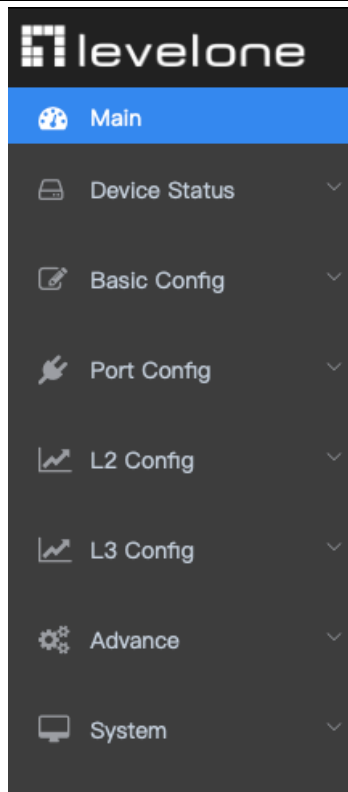 levelone
Main
Device Status
Basic Config
Port Config
L2 Config
L3 Config
Advance
System